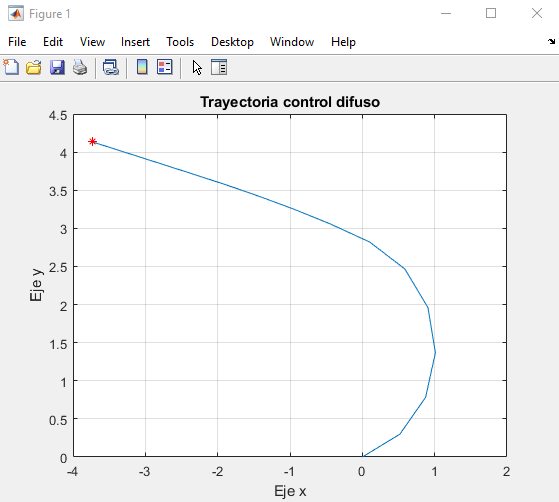 Figure 1
File Edit View Insert Tools Desktop Window Help
Trayectoria control difuso
4.5
4
3.5
3
2.5
2
1.5
1
0.5
0
Eje y
-4 -3 -2 -1 0 1 2
Eje x